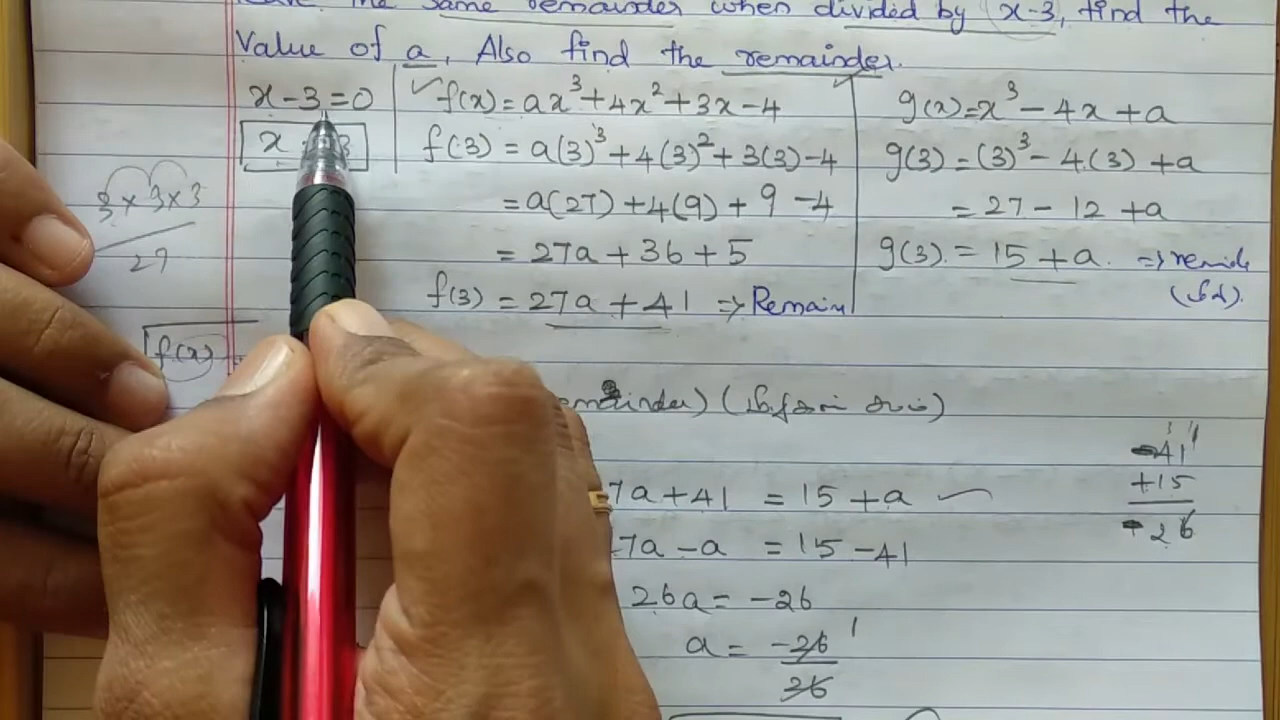 the same remainder when divided by x-3, find the
Value of a, Also find the remainder.
x - 3 = 0
x
3 x 3 x 3
27
f(x)
✓ f(x) = ax³ + 4x² + 3x - 4
f(3) = a(3)³ + 4(3)² + 3(3) - 4
= a(27) + 4(9) + 9 - 4
= 27a + 36 + 5
f(3) = 27a + 41 => Remain
g(x) = x³ - 4x + a
g(3) = (3)³ - 4(3) + a
= 27 - 12 + a
g(3) = 15 + a. =>
7a + 41 = 15 + a
7a - a = 15 - 41
26a = -26
a = -26 / 26
1
-41
+15
-26